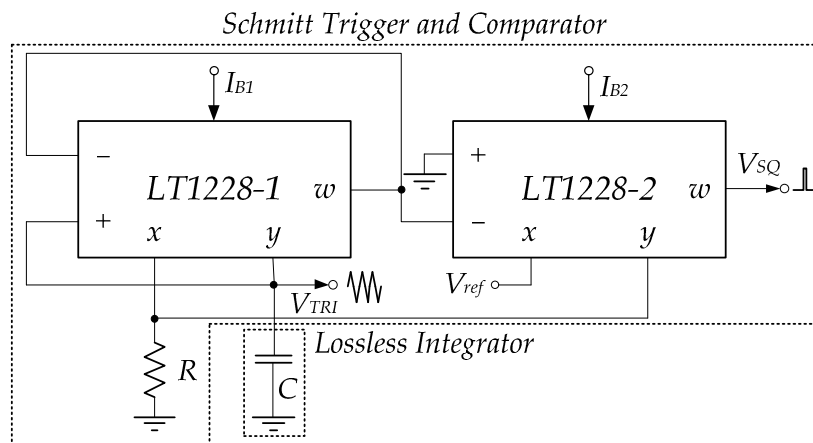 Schmitt Trigger and Comparator
I_B1
I_B2
−
LT1228-1
w
+
x
y
+
LT1228-2
w
−
x
y
V_SQ
V_TRI
V_ref
R
C
Lossless Integrator